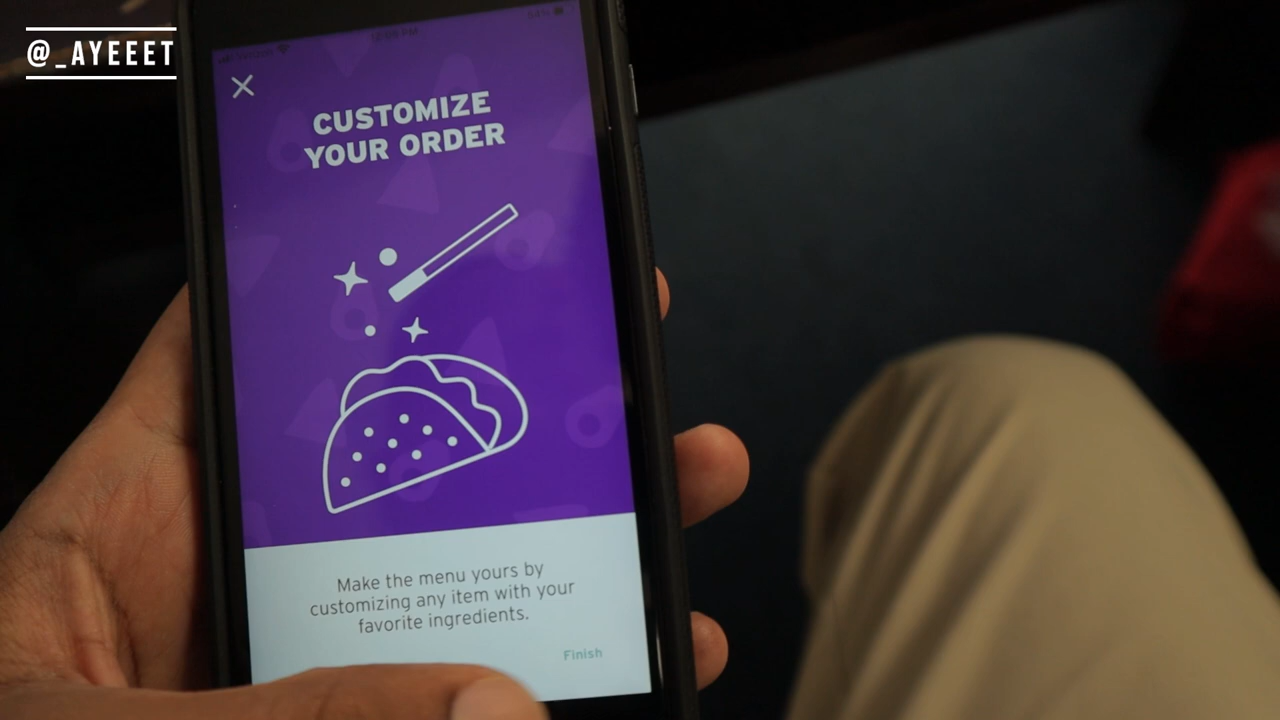 @_AYEEET
CUSTOMIZE
YOUR ORDER
Make the menu yours by
customizing any item with your
favorite ingredients.
Finish